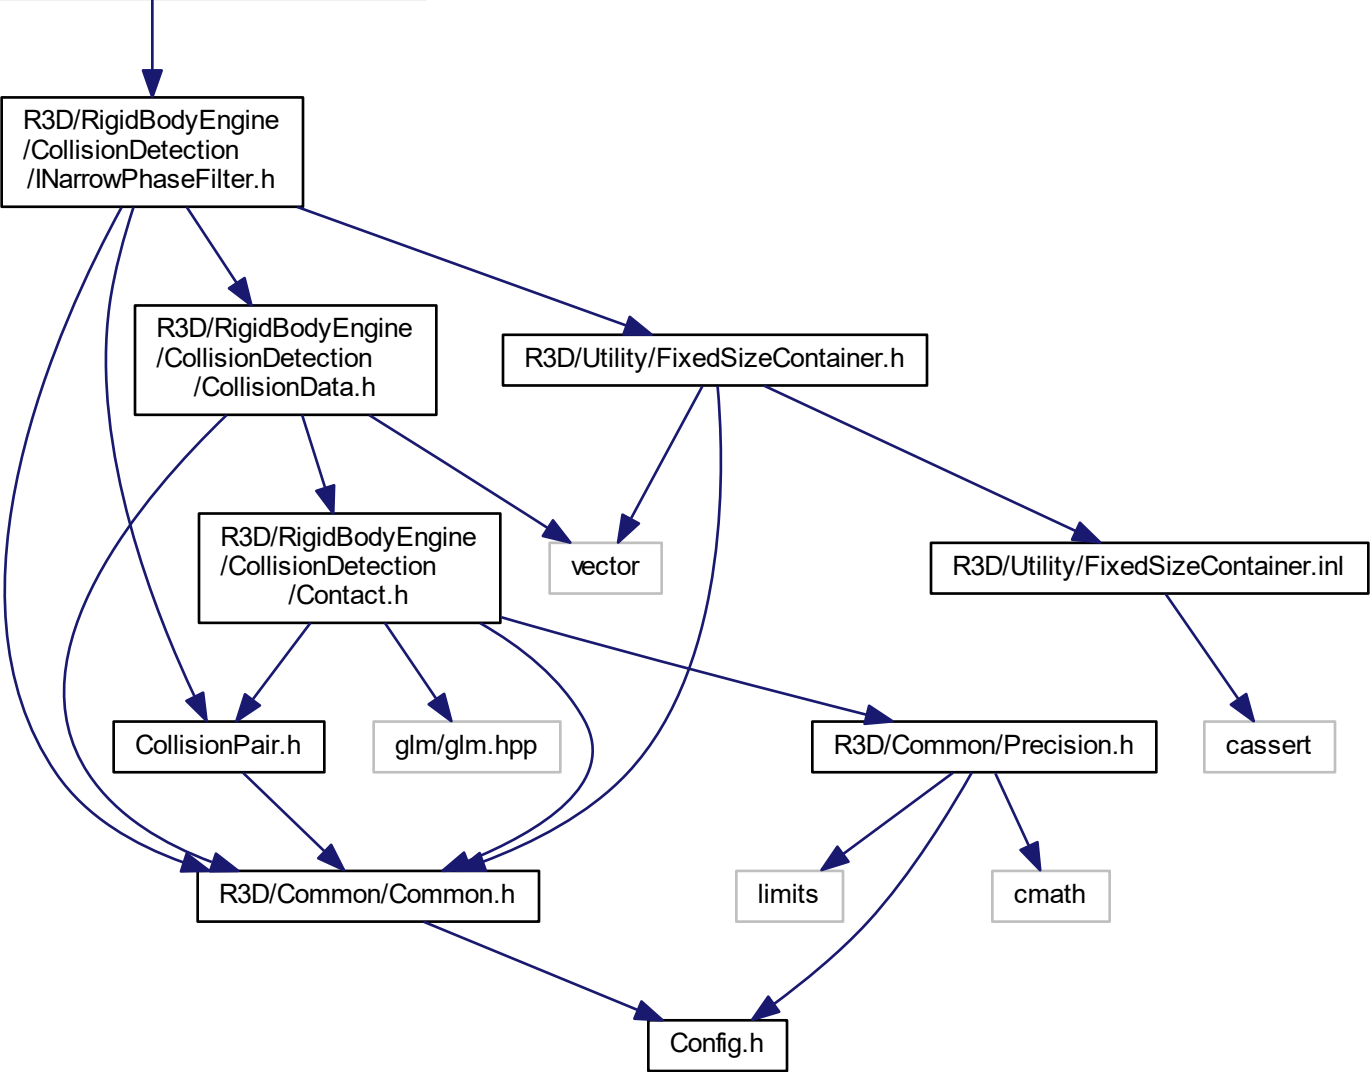 R3D/RigidBodyEngine
/CollisionDetection
/INarrowPhaseFilter.h
R3D/RigidBodyEngine
/CollisionDetection
/CollisionData.h
R3D/Utility/FixedSizeContainer.h
R3D/RigidBodyEngine
/CollisionDetection
/Contact.h
vector
R3D/Utility/FixedSizeContainer.inl
CollisionPair.h
glm/glm.hpp
R3D/Common/Precision.h
cassert
R3D/Common/Common.h
limits
cmath
Config.h